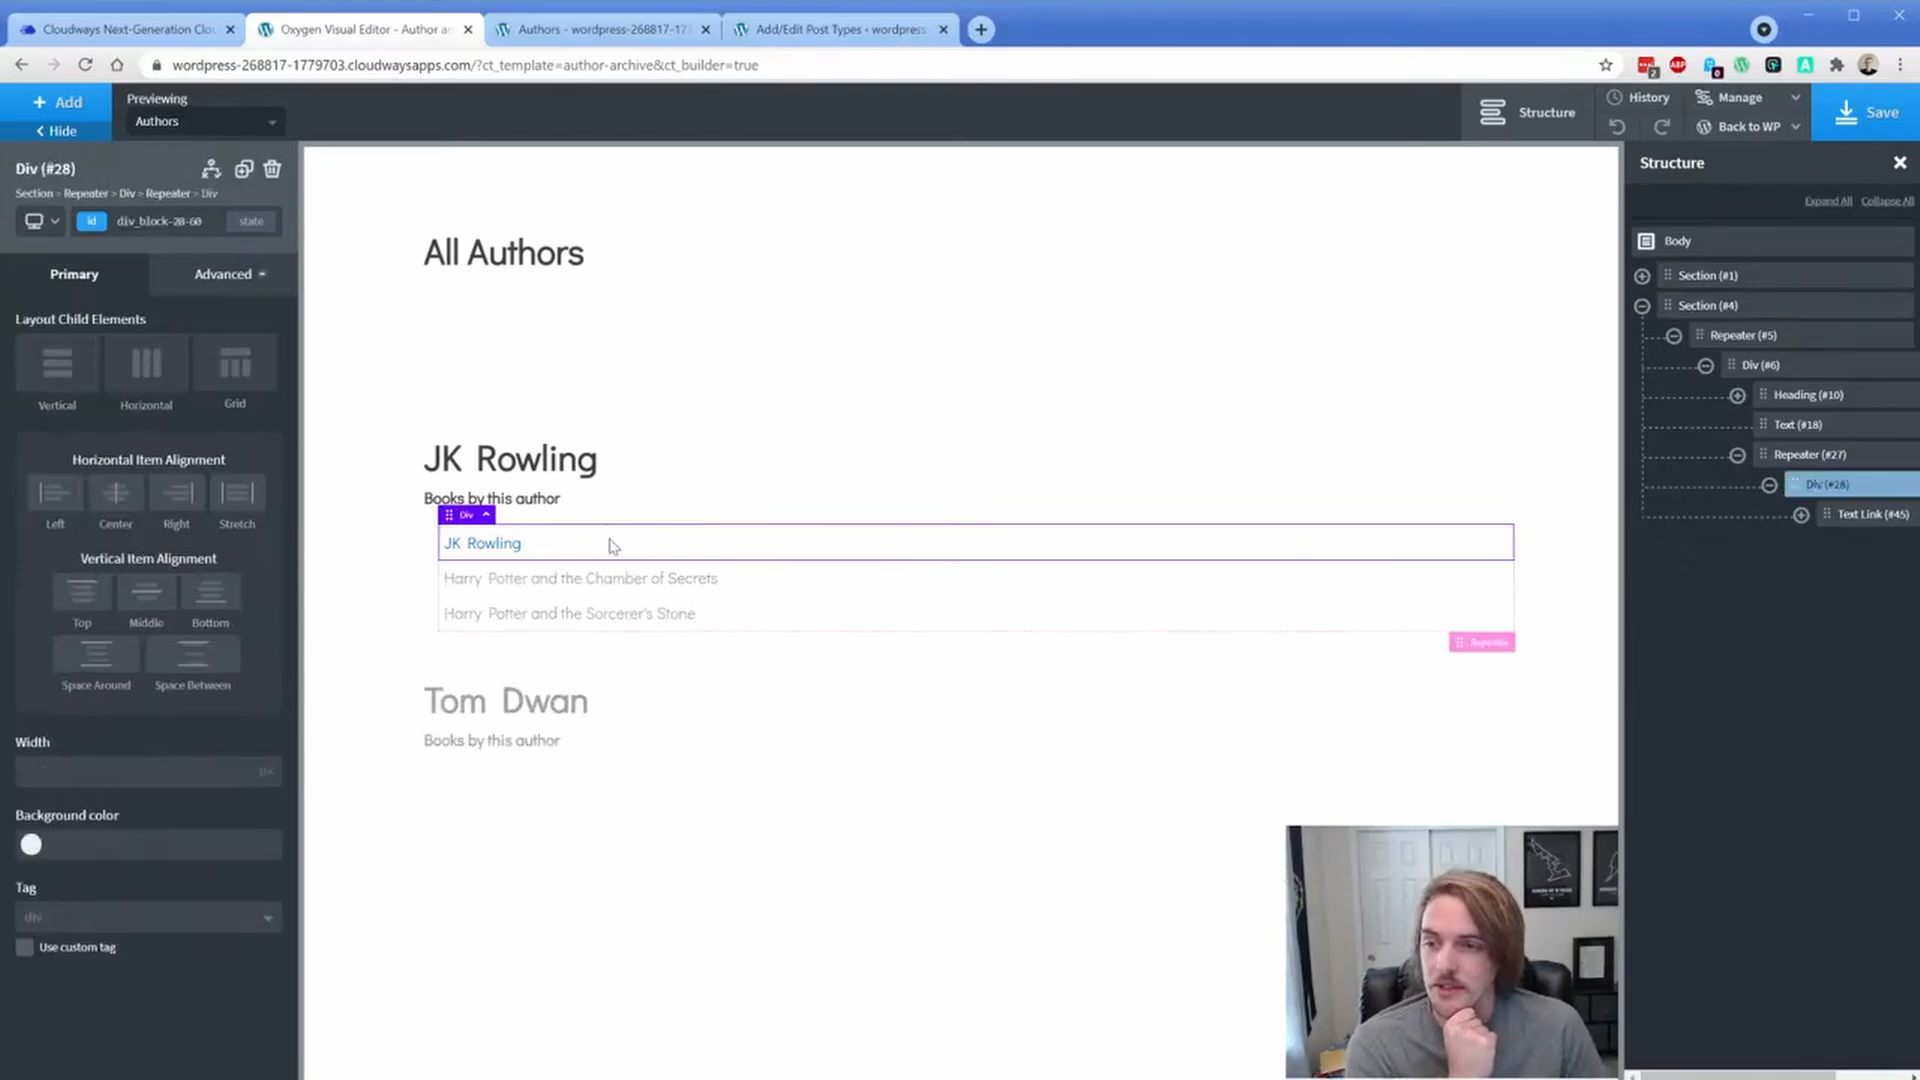 Cloudways Next-Generation Clou
Oxygen Visual Editor - Author ar
Authors - wordpress-268817-177
Add/Edit Post Types ‹ wordpress
wordpress-268817-1779703.cloudwaysapps.com/?ct_template=author-archive&ct_builder=true
2
ABP
0
+ Add
Hide
Previewing
Authors
Structure
History
Manage
Back to WP
Save
Div (#28)
Section > Repeater > Div > Repeater > Div
id
div_block-28-60
state
Primary
Advanced
Layout Child Elements
Vertical
Horizontal
Grid
Horizontal Item Alignment
Left
Center
Right
Stretch
Vertical Item Alignment
Top
Middle
Bottom
Space Around
Space Between
Width
px
Background color
Tag
div
Use custom tag
All Authors
JK Rowling
Books by this author
Div
JK Rowling
Harry Potter and the Chamber of Secrets
Harry Potter and the Sorcerer's Stone
Repeater
Tom Dwan
Books by this author
Structure
Expand All
Collapse All
Body
Section (#1)
Section (#4)
Repeater (#5)
Div (#6)
Heading (#10)
Text (#18)
Repeater (#27)
Div (#28)
Text Link (#45)